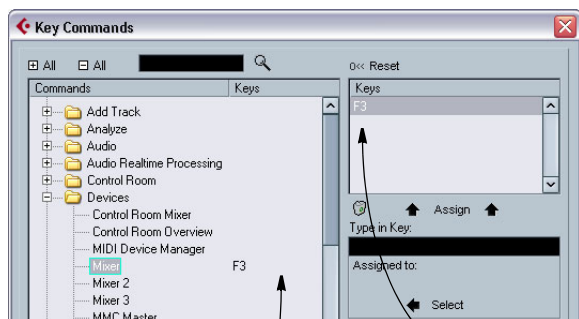 Key Commands
All All
0<< Reset
Commands Keys
Keys
Add Track
F3
Analyze
Audio
Audio Realtime Processing
Control Room
Devices
Assign
Control Room Mixer
Type in Key:
Control Room Overview
MIDI Device Manager
Mixer F3
Assigned to:
Mixer 2
Mixer 3
Select
MMC Master